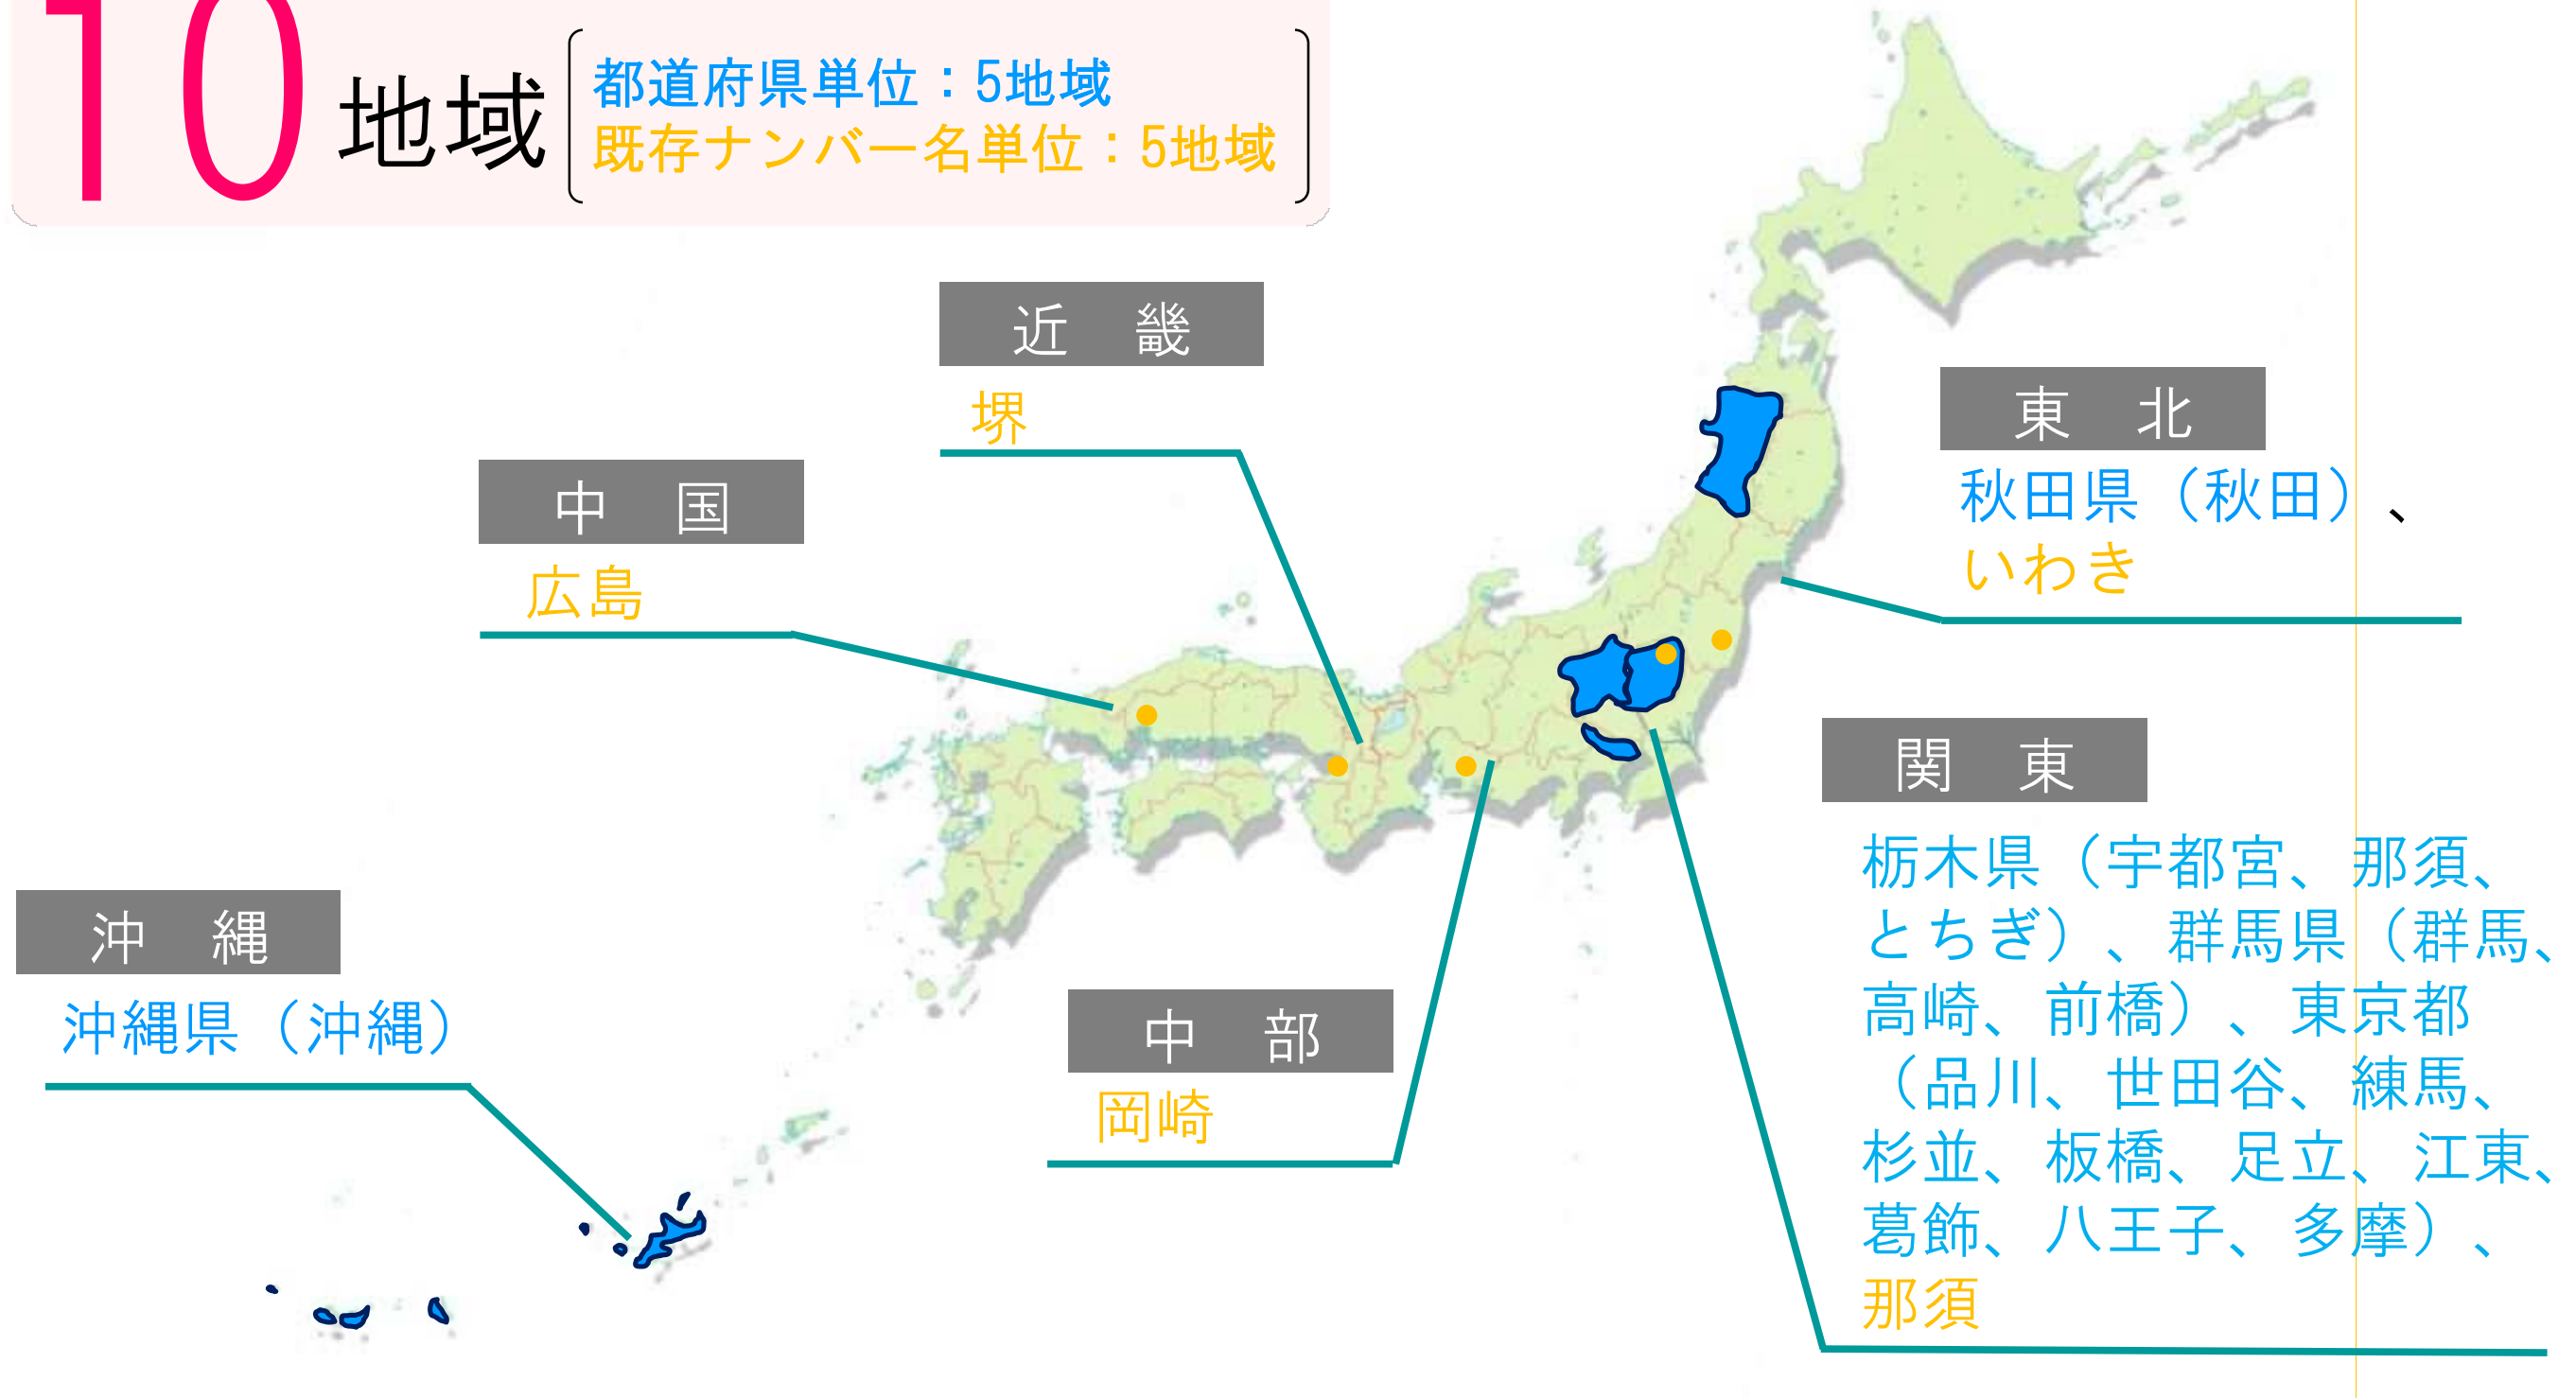 10地域
都道府県単位：5地域
既存ナンバー名単位：5地域
近 畿
堺
中 国
広島
東 北
秋田県（秋田）、
いわき
関 東
栃木県（宇都宮、那須、
とちぎ）、群馬県（群馬、
高崎、前橋）、東京都
（品川、世田谷、練馬、
杉並、板橋、足立、江東、
葛飾、八王子、多摩）、
那須
沖 縄
沖縄県（沖縄）
中 部
岡崎